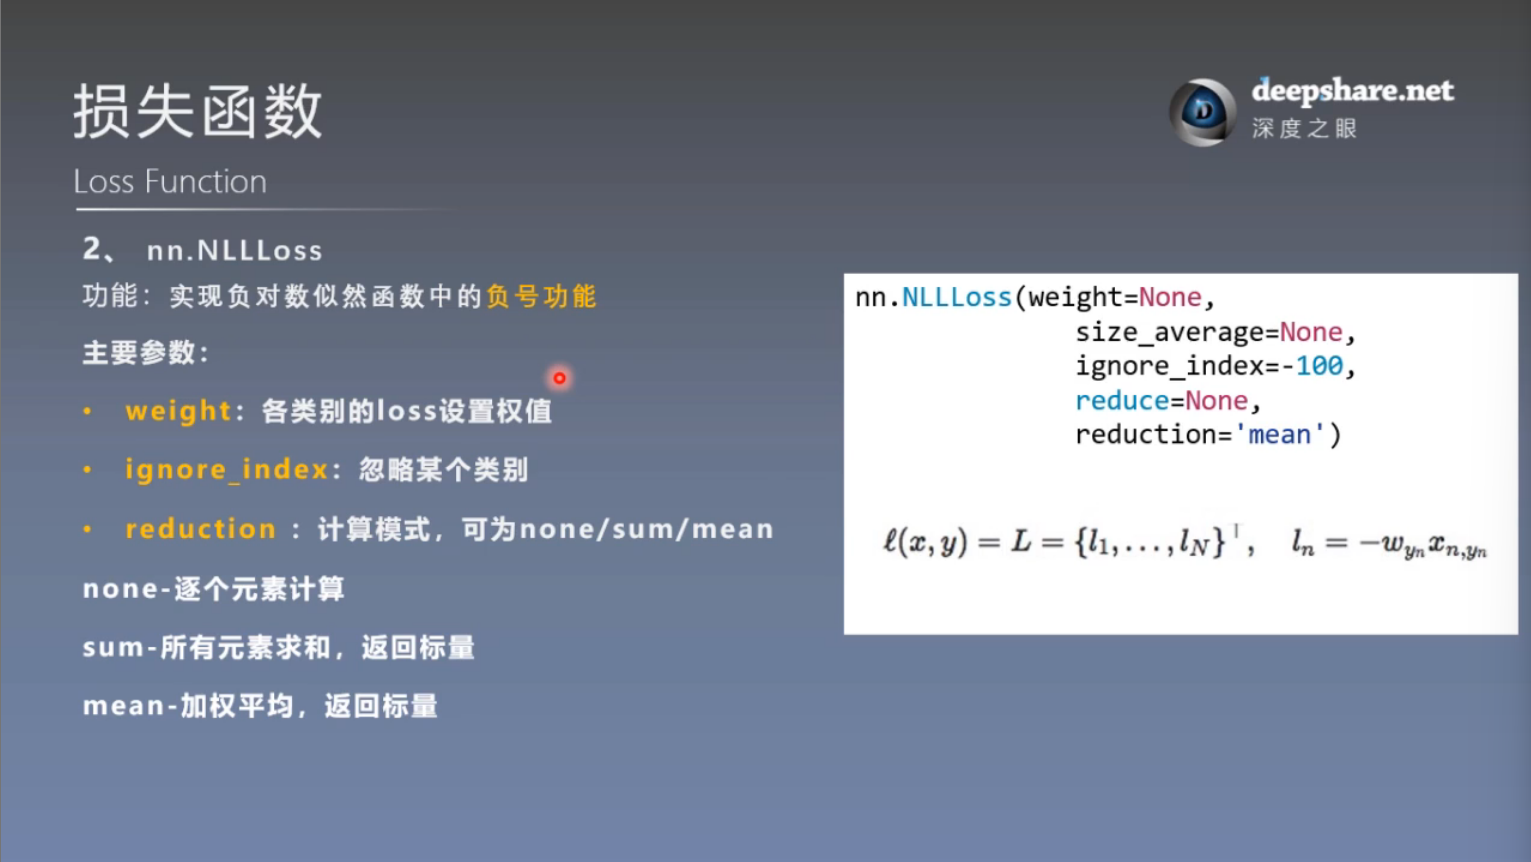 损失函数
Loss Function
deepshare.net
深度之眼
2、 nn.NLLLoss
功能：实现负对数似然函数中的负号功能
主要参数：
• weight：各类别的loss设置权值
• ignore_index：忽略某个类别
• reduction ：计算模式，可为none/sum/mean
none-逐个元素计算
sum-所有元素求和，返回标量
mean-加权平均，返回标量
nn.NLLLoss(weight=None,
size_average=None,
ignore_index=-100,
reduce=None,
reduction='mean')
ℓ(x, y) = L = {l₁, . . . , l_N}^⊤, l_n = −w_{y_n} x_{n,y_n}